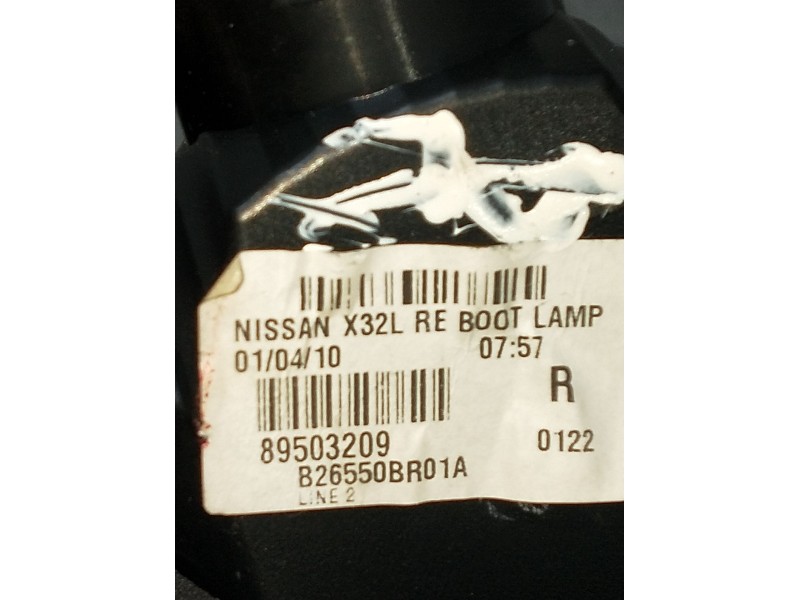 NISSAN X32L RE BOOT LAMP
01/04/10 07:57
R
89503209 0122
B26550BR01A
LINE 2